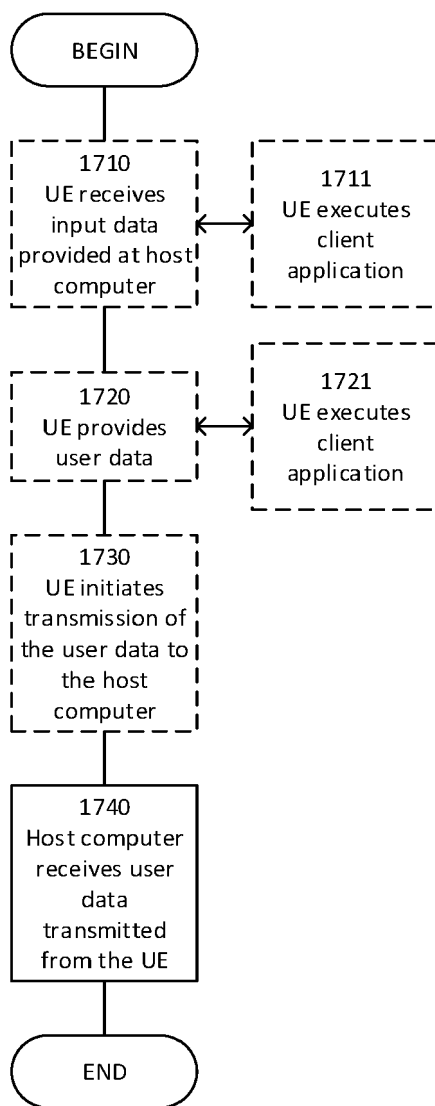 BEGIN
1710
UE receives
input data
provided at host
computer
1711
UE executes
client
application
1720
UE provides
user data
1721
UE executes
client
application
1730
UE initiates
transmission of
the user data to
the host
computer
1740
Host computer
receives user
data
transmitted
from the UE
END